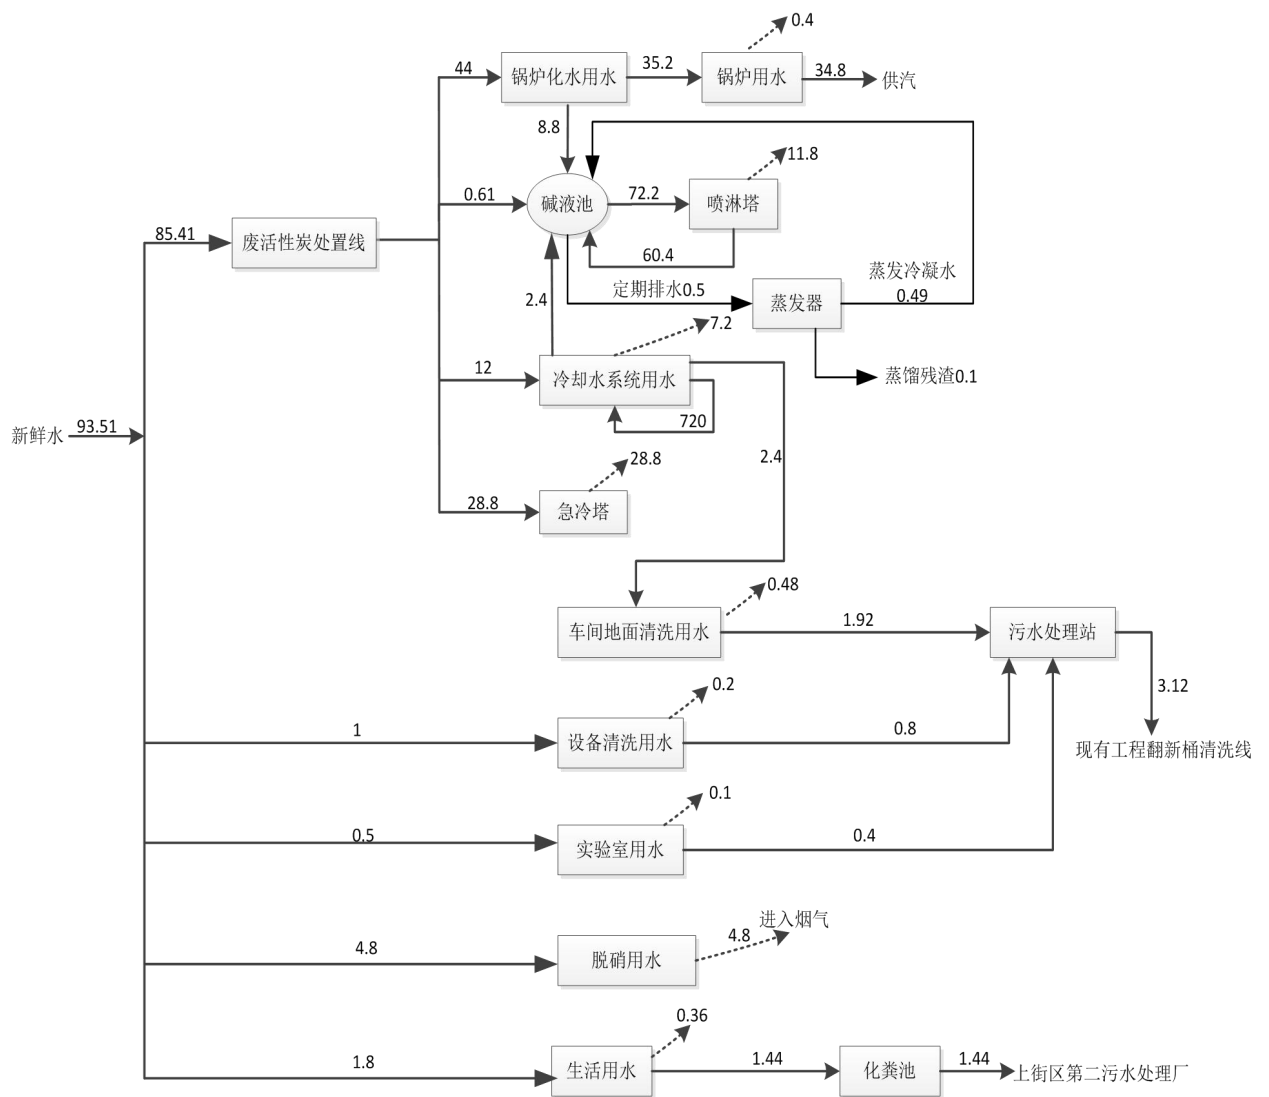 0.4
44
锅炉化水用水
35.2
锅炉用水
34.8
供汽
8.8
11.8
0.61
碱液池
72.2
喷淋塔
85.41
废活性炭处置线
60.4
蒸发冷凝水
0.49
定期排水0.5
蒸发器
2.4
7.2
12
冷却水系统用水
蒸馏残渣0.1
720
新鲜水
93.51
2.4
28.8
28.8
急冷塔
0.48
车间地面清洗用水
1.92
污水处理站
3.12
0.2
1
设备清洗用水
0.8
现有工程翻新桶清洗线
0.1
0.5
实验室用水
0.4
进入烟气
4.8
4.8
脱硝用水
0.36
1.8
生活用水
1.44
化粪池
1.44
上街区第二污水处理厂